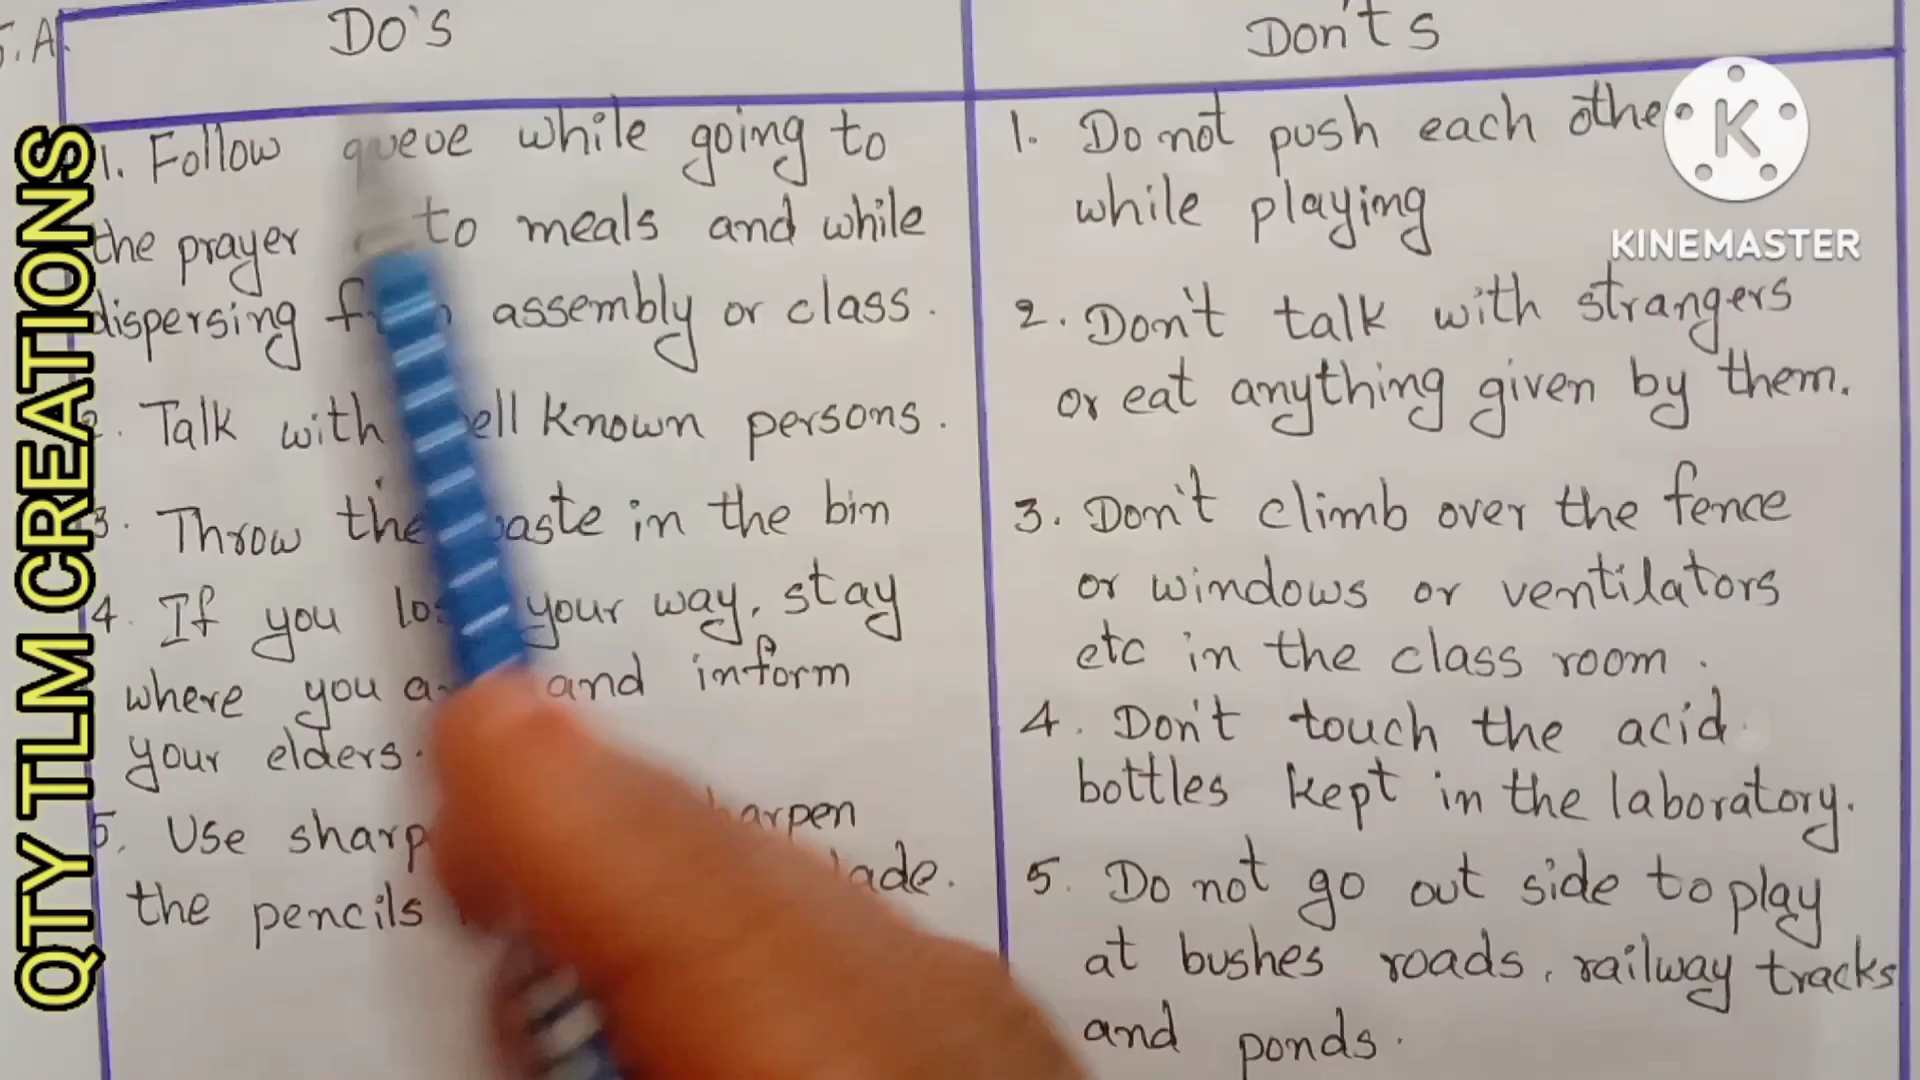 5.A
Do's
1. Follow queue while going to
the prayer to meals and while
dispersing assembly or class.
2. Talk with known persons.
3. Throw the in the bin
4. If you your way, stay
where you and inform
your elders.
5. Use
the pencils
Don'ts
1. Do not push each othe
while playing
2. Don't talk with strangers
or eat anything given by them.
3. Don't climb over the fence
or windows or ventilators
etc in the class room.
4. Don't touch the acid
bottles kept in the laboratory.
5. Do not go out side to play
at bushes roads, railway tracks
and ponds.
QTY TLM CREATIONS
K
KINEMASTER